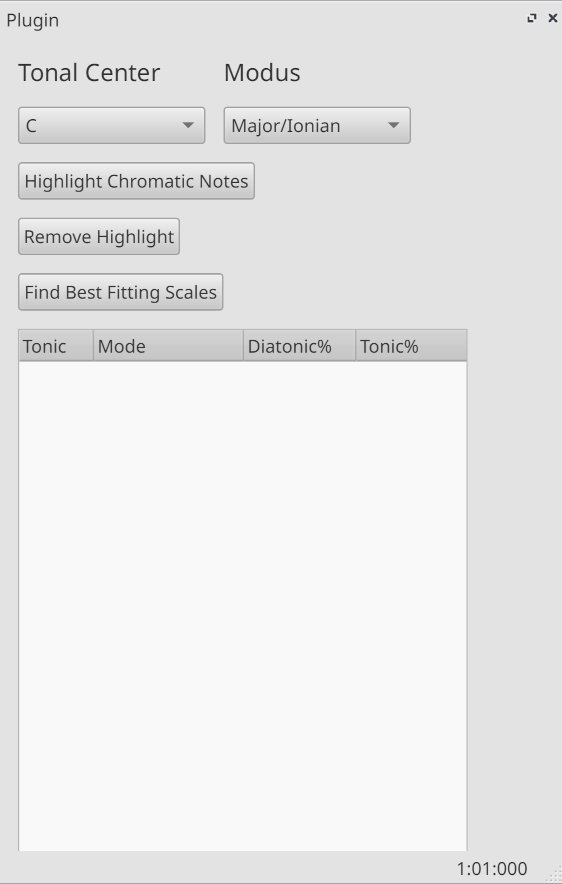 Plugin
Tonal Center Modus
C Major/Ionian
Highlight Chromatic Notes
Remove Highlight
Find Best Fitting Scales
Tonic Mode Diatonic% Tonic%
1:01:000